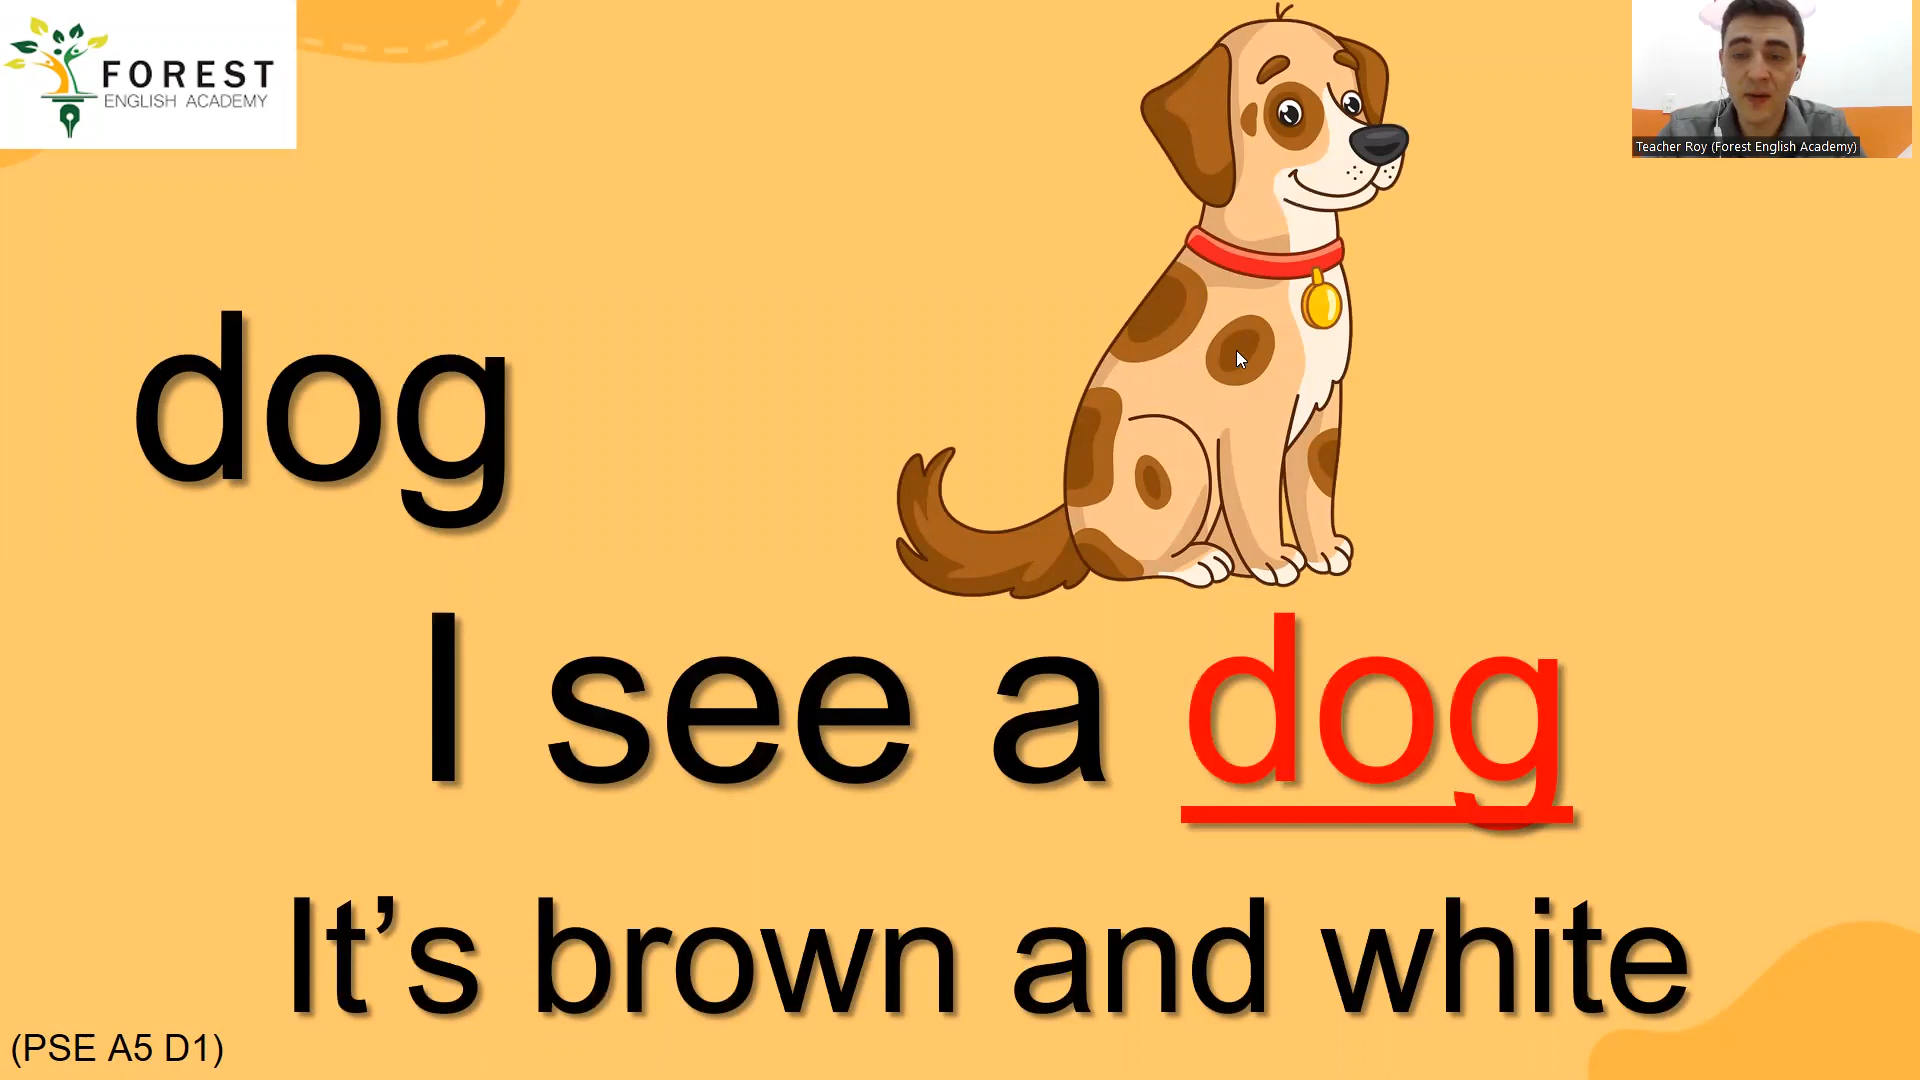 FOREST
ENGLISH ACADEMY
Teacher Roy (Forest English Academy)
dog
I see a dog
It’s brown and white
(PSE A5 D1)